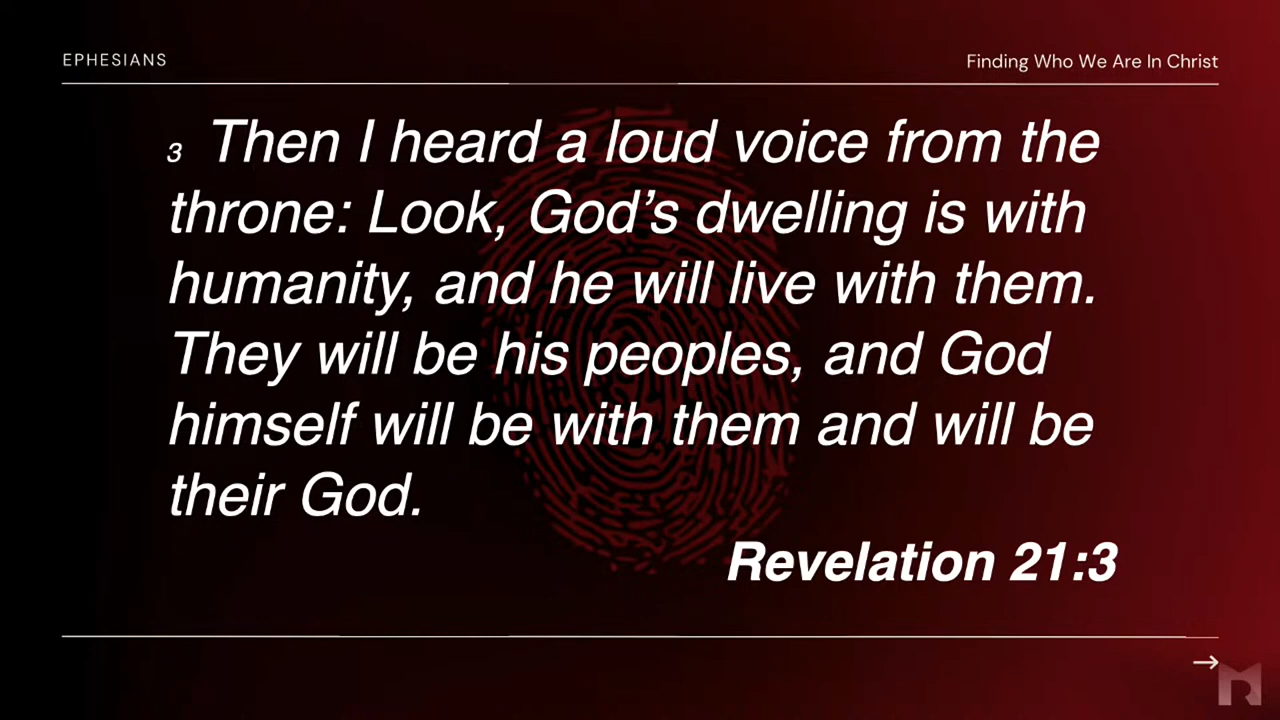 EPHESIANS
Finding Who We Are In Christ
3 Then I heard a loud voice from the
throne: Look, God’s dwelling is with
humanity, and he will live with them.
They will be his peoples, and God
himself will be with them and will be
their God.
Revelation 21:3